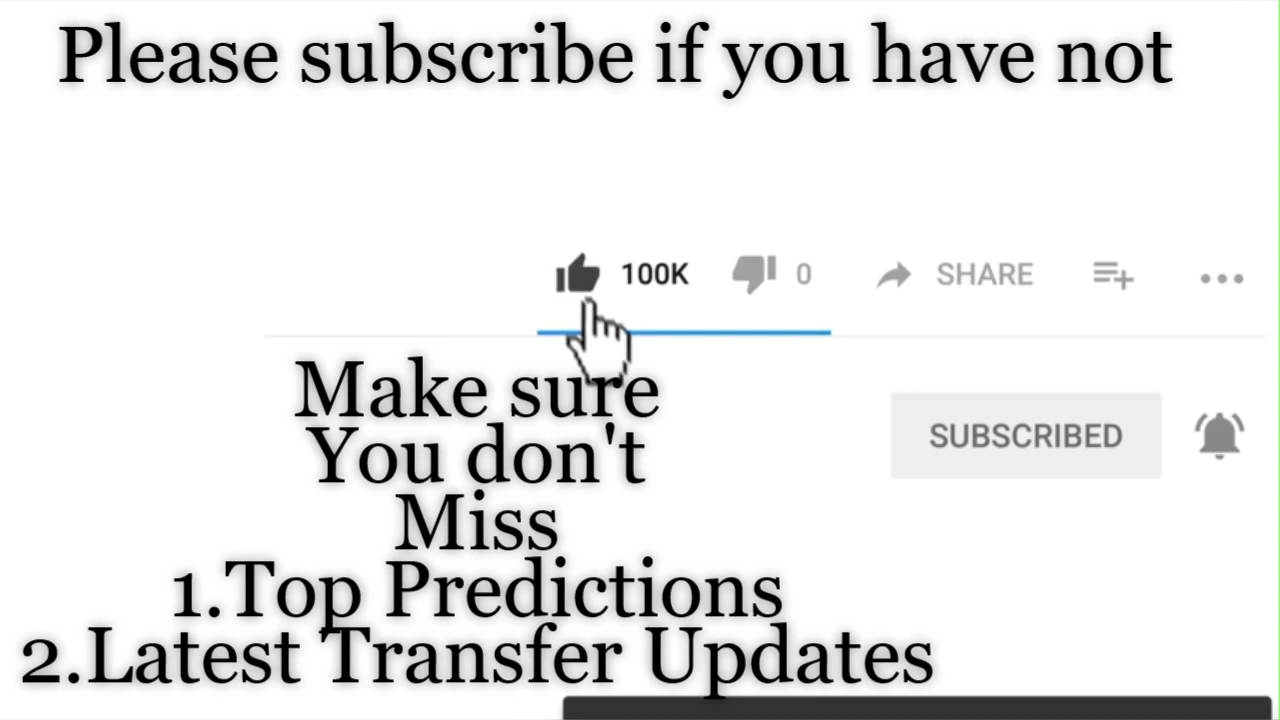 Please subscribe if you have not
100K 0 SHARE
Make sure
You don't
SUBSCRIBED
Miss
1.Top Predictions
2.Latest Transfer Updates